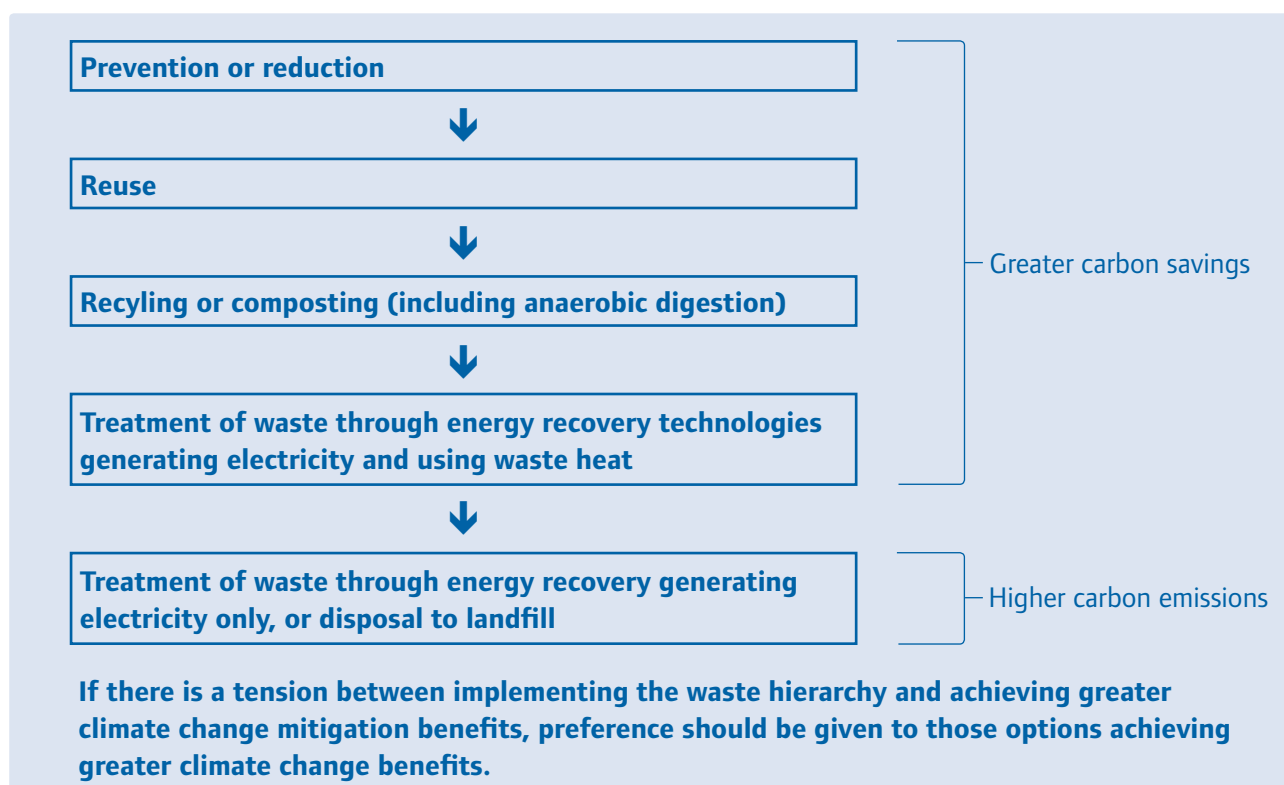 Prevention or reduction
Reuse
Greater carbon savings
Recyling or composting (including anaerobic digestion)
Treatment of waste through energy recovery technologies
generating electricity and using waste heat
Treatment of waste through energy recovery generating
electricity only, or disposal to landfill
Higher carbon emissions
If there is a tension between implementing the waste hierarchy and achieving greater
climate change mitigation benefits, preference should be given to those options achieving
greater climate change benefits.